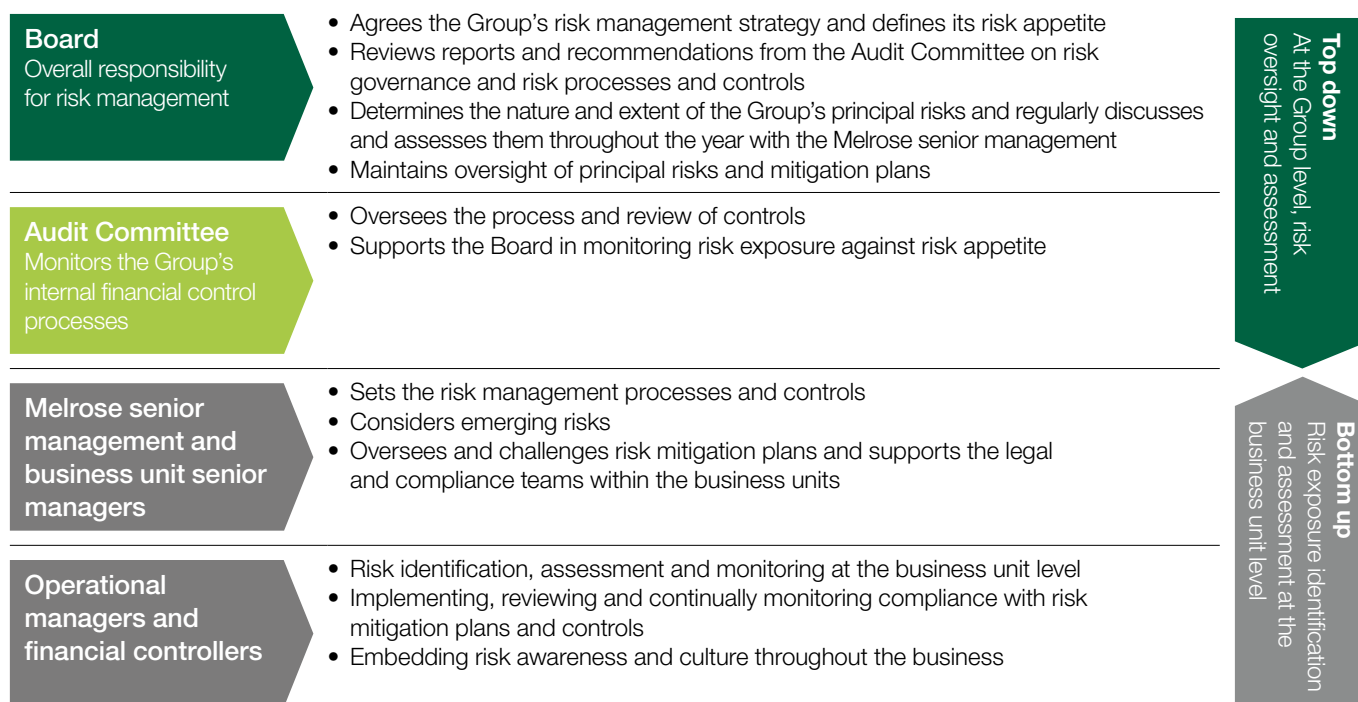 Board
Overall responsibility
for risk management
• Agrees the Group’s risk management strategy and defines its risk appetite
• Reviews reports and recommendations from the Audit Committee on risk
governance and risk processes and controls
• Determines the nature and extent of the Group’s principal risks and regularly discusses
and assesses them throughout the year with the Melrose senior management
• Maintains oversight of principal risks and mitigation plans
Audit Committee
Monitors the Group’s
internal financial control
processes
• Oversees the process and review of controls
• Supports the Board in monitoring risk exposure against risk appetite
Melrose senior
management and
business unit senior
managers
• Sets the risk management processes and controls
• Considers emerging risks
• Oversees and challenges risk mitigation plans and supports the legal
and compliance teams within the business units
Operational
managers and
financial controllers
• Risk identification, assessment and monitoring at the business unit level
• Implementing, reviewing and continually monitoring compliance with risk
mitigation plans and controls
• Embedding risk awareness and culture throughout the business
Top down
At the Group level, risk
oversight and assessment
Bottom up
Risk exposure identification
and assessment at the
business unit level